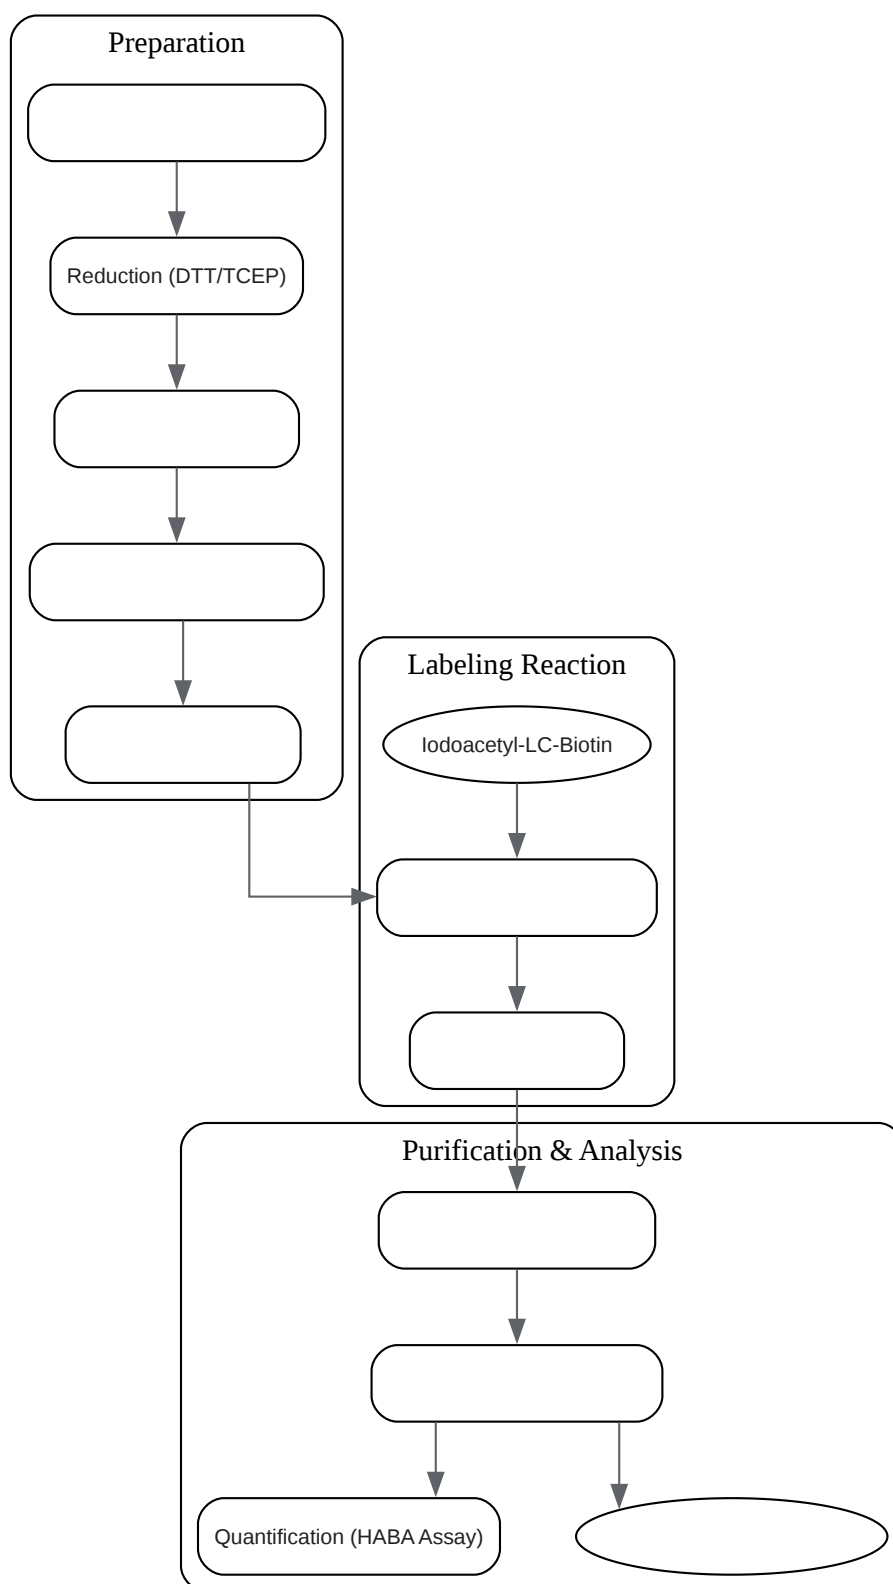 Preparation
Reduction (DTT/TCEP)
Labeling Reaction
Iodoacetyl-LC-Biotin
Purification & Analysis
Quantification (HABA Assay)